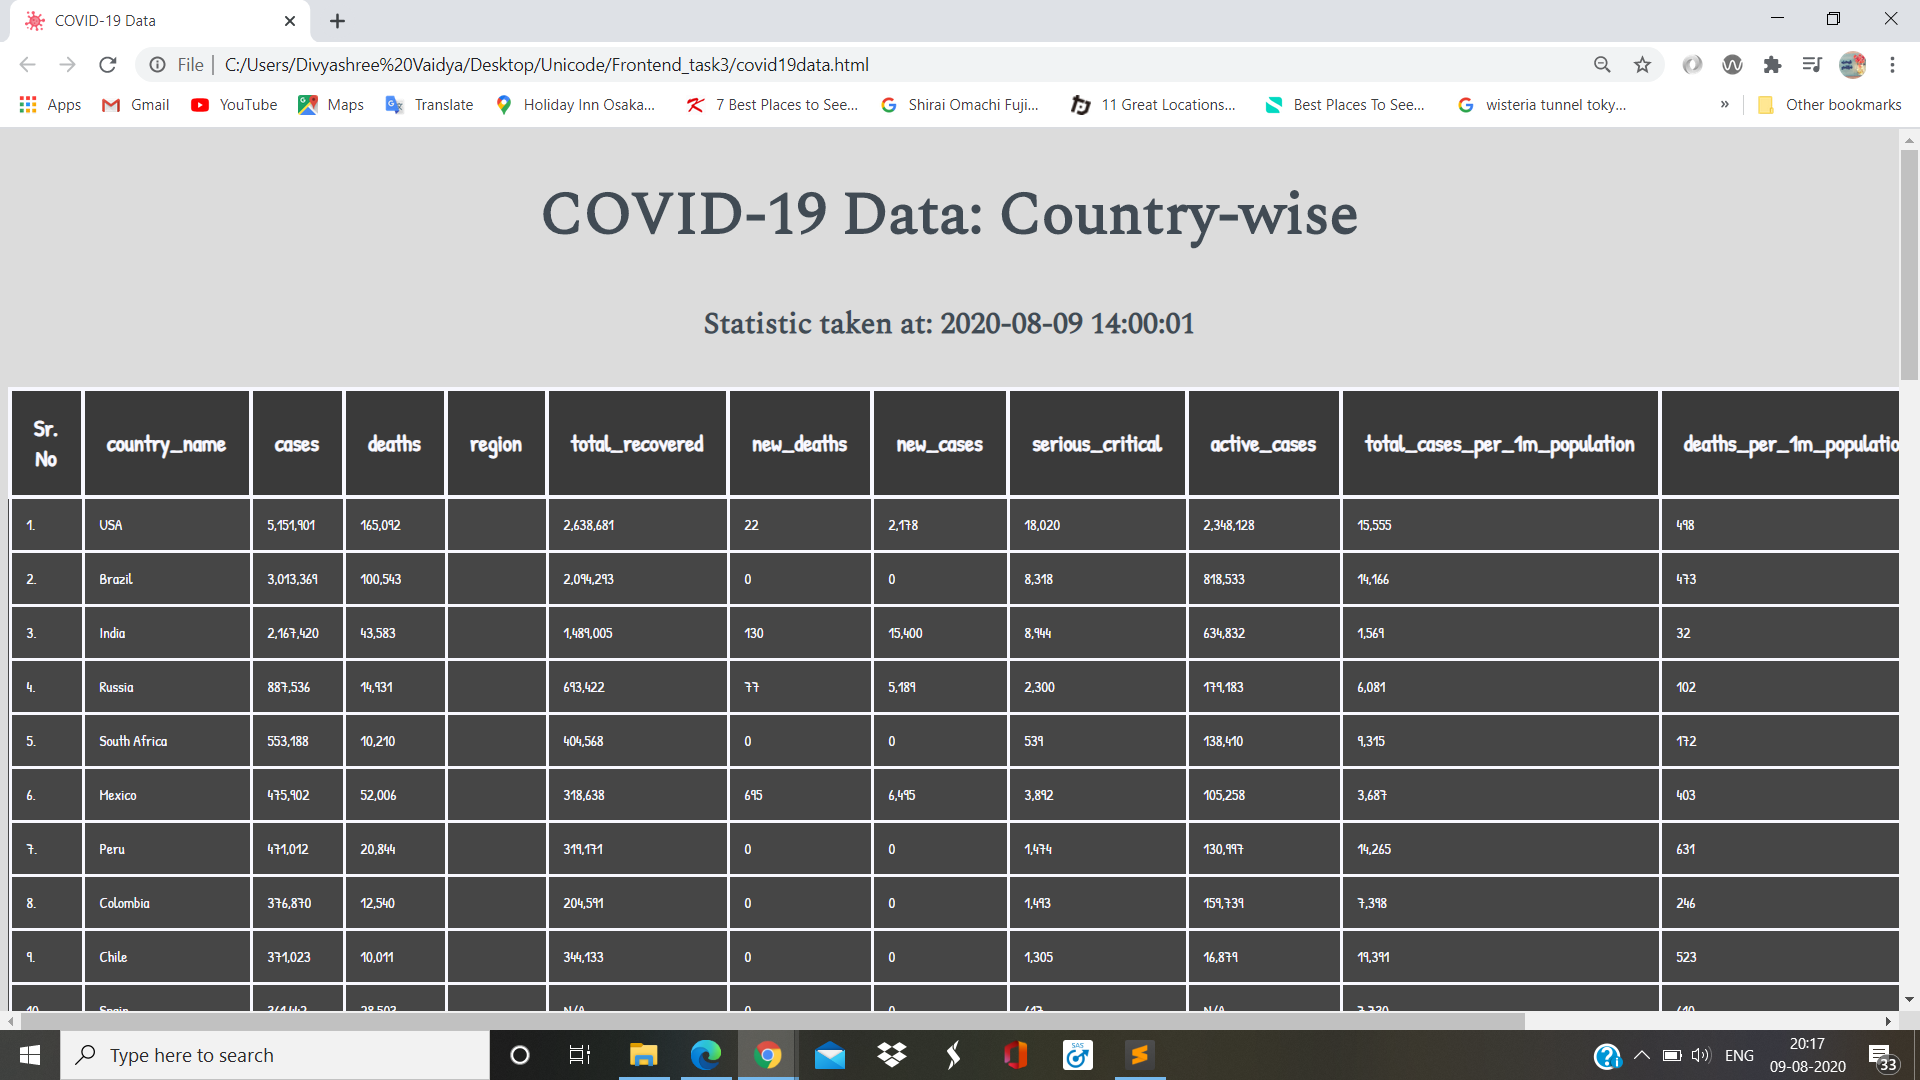 COVID-19 Data
File
C:/Users/Divyashree%20Vaidya/Desktop/Unicode/Frontend_task3/covid19data.html
Apps Gmail YouTube Maps Translate Holiday Inn Osaka... 7 Best Places to See... Shirai Omachi Fuji... 11 Great Locations... Best Places To See... wisteria tunnel toky... » Other bookmarks
COVID-19 Data: Country-wise
Statistic taken at: 2020-08-09 14:00:01
Sr. No country_name cases deaths region total_recovered new_deaths new_cases serious_critical active_cases total_cases_per_1m_population deaths_per_1m_populatio
1. USA 5,151,901 165,092 2,638,681 22 2,178 18,020 2,348,128 15,555 498
2. Brazil 3,013,369 100,543 2,094,293 0 0 8,318 818,533 14,166 473
3. India 2,167,420 43,583 1,489,005 130 15,400 8,944 634,832 1,569 32
4. Russia 887,536 14,931 693,422 77 5,189 2,300 179,183 6,081 102
5. South Africa 553,188 10,210 404,568 0 0 539 138,410 9,315 172
6. Mexico 475,902 52,006 318,638 695 6,495 3,892 105,258 3,687 403
7. Peru 471,012 20,844 319,171 0 0 1,474 130,997 14,265 631
8. Colombia 376,870 12,540 204,591 0 0 1,493 159,739 7,398 246
9. Chile 371,023 10,011 344,133 0 0 1,305 16,879 19,391 523
10. Spain 28,503 N/A 0 0 617 N/A
Type here to search
SAS
ENG
20:17
09-08-2020
33